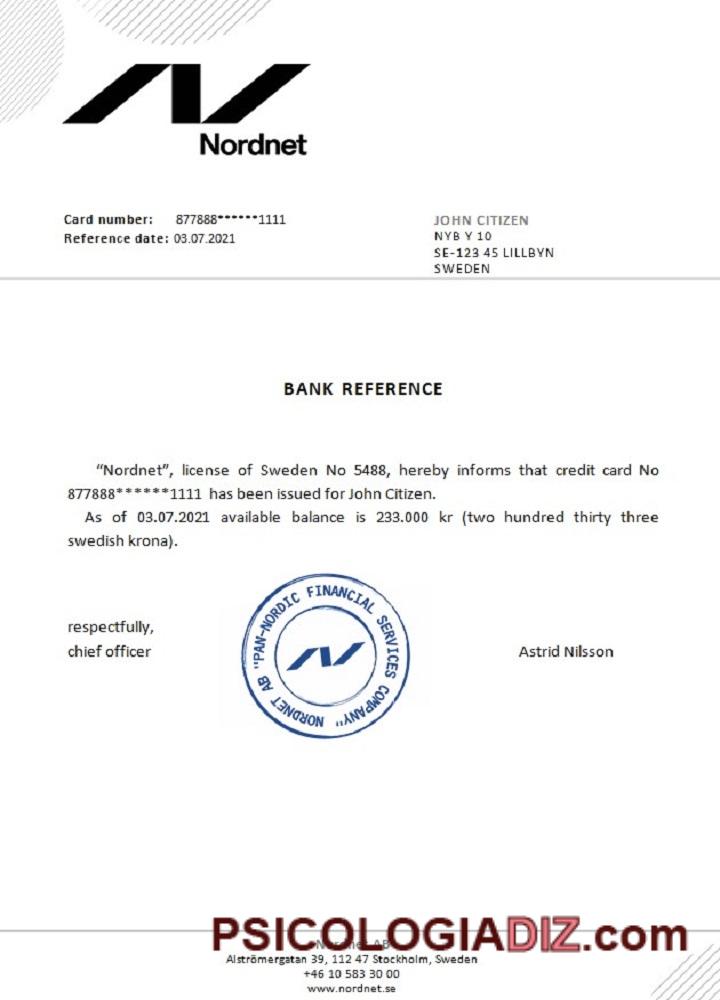 Nordnet
Card number: 877888******1111
Reference date: 03.07.2021
JOHN CITIZEN
NYB Y 10
SE-123 45 LILLBYN
SWEDEN
BANK REFERENCE
“Nordnet”, license of Sweden No 5488, hereby informs that credit card No
877888******1111 has been issued for John Citizen.
As of 03.07.2021 available balance is 233.000 kr (two hundred thirty three
swedish krona).
respectfully,
chief officer
NORDNET AB "PAN-NORDIC FINANCIAL SERVICES COMPANY"
Astrid Nilsson
Nordnet AB
PSICOLOGIADIZ.com
Alströmergatan 39, 112 47 Stockholm, Sweden
+46 10 583 30 00
www.nordnet.se